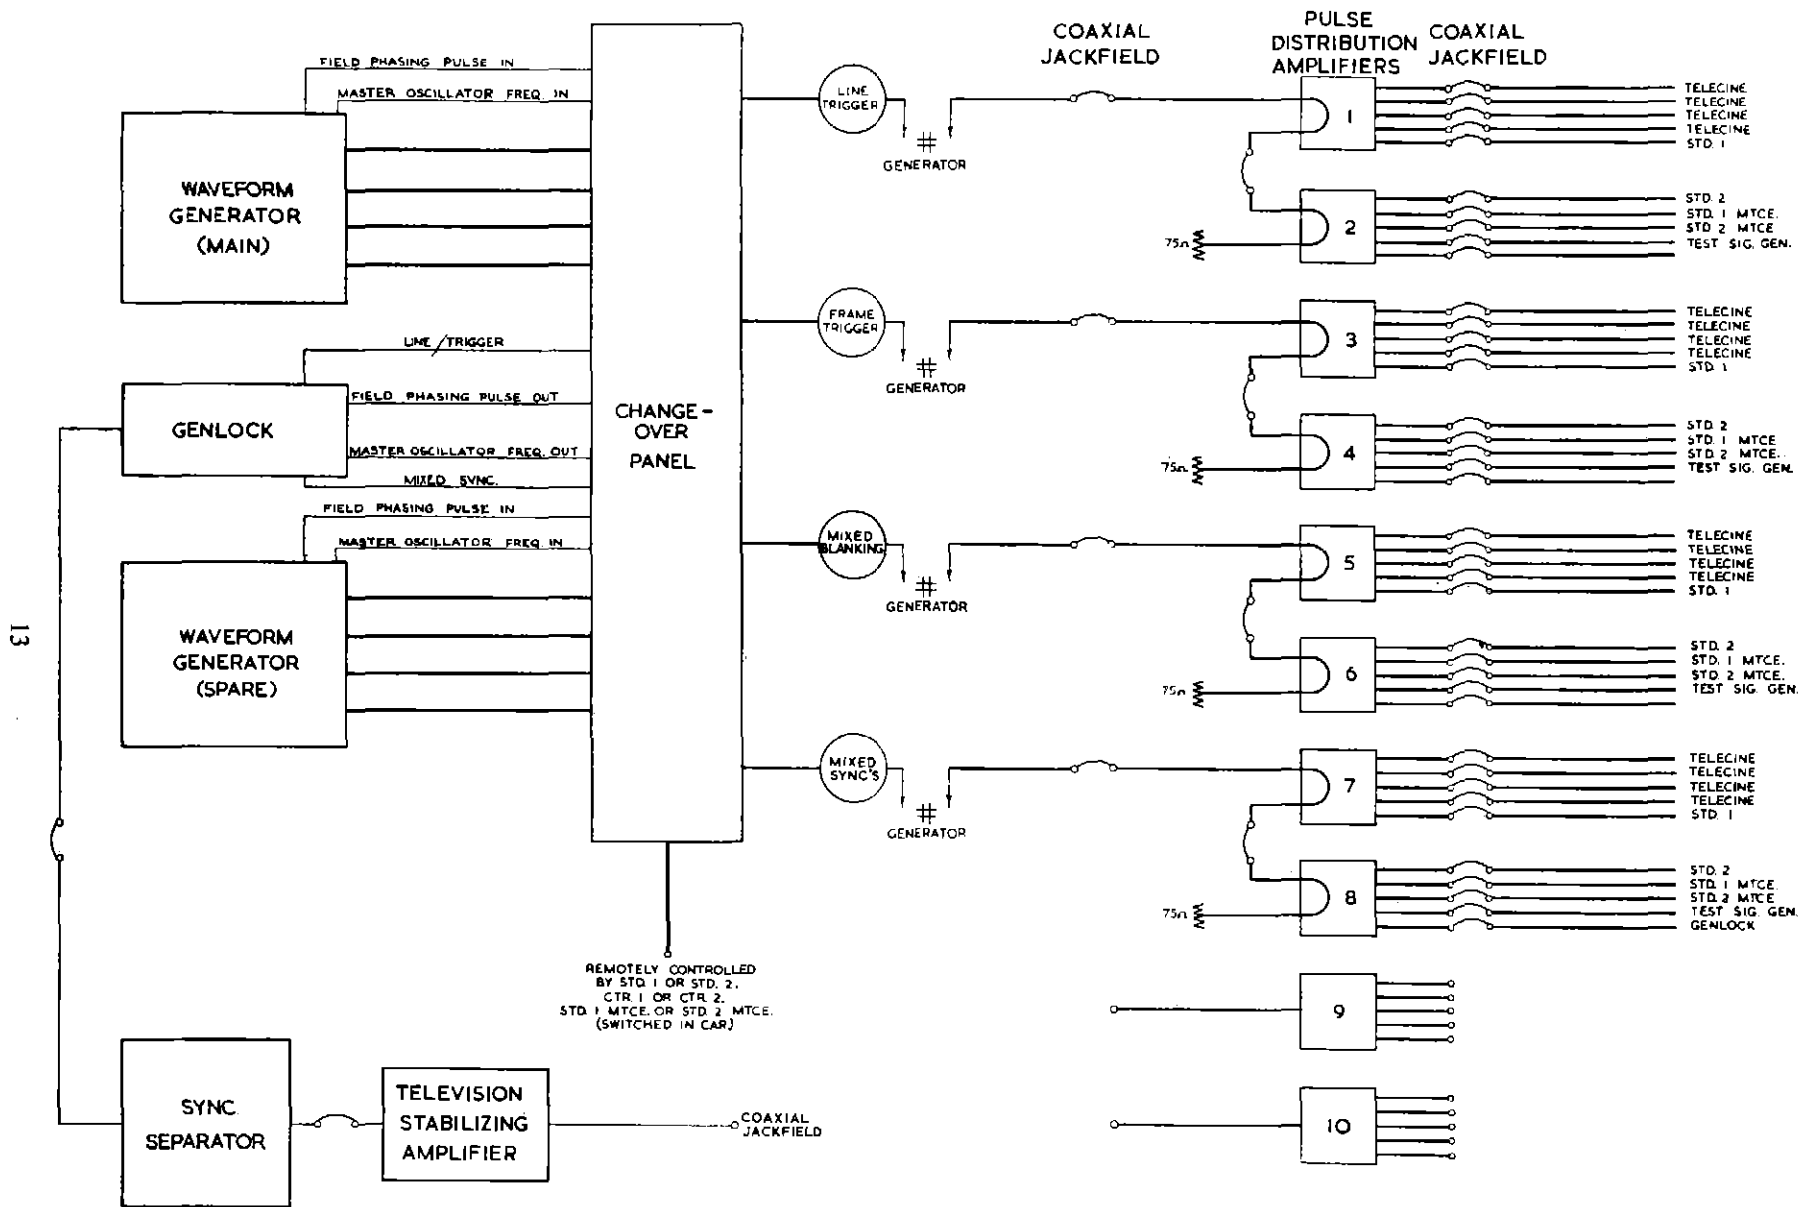 COAXIAL
JACKFIELD
PULSE
DISTRIBUTION
AMPLIFIERS
COAXIAL
JACKFIELD
FIELD PHASING PULSE IN
MASTER OSCILLATOR FREQ. IN
WAVEFORM
GENERATOR
(MAIN)
LINE/TRIGGER
FIELD PHASING PULSE OUT
GENLOCK
MASTER OSCILLATOR FREQ. OUT
MIXED SYNC.
FIELD PHASING PULSE IN
MASTER OSCILLATOR FREQ. IN
WAVEFORM
GENERATOR
(SPARE)
13
CHANGE-
OVER
PANEL
REMOTELY CONTROLLED
BY STD. 1 OR STD. 2.
CTR. 1 OR CTR. 2.
STD. 1 MTCE. OR STD. 2 MTCE.
(SWITCHED IN CAR)
SYNC.
SEPARATOR
TELEVISION
STABILIZING
AMPLIFIER
COAXIAL
JACKFIELD
LINE
TRIGGER
#
GENERATOR
1
TELECINE
TELECINE
TELECINE
TELECINE
STD. 1
75Ω
2
STD. 2
STD. 1 MTCE.
STD. 2 MTCE
TEST SIG. GEN.
FRAME
TRIGGER
#
GENERATOR
3
TELECINE
TELECINE
TELECINE
TELECINE
STD. 1
75Ω
4
STD. 2
STD. 1 MTCE
STD. 2 MTCE.
TEST SIG. GEN.
MIXED
BLANKING
#
GENERATOR
5
TELECINE
TELECINE
TELECINE
TELECINE
STD. 1
75Ω
6
STD. 2
STD. 1 MTCE.
STD. 2 MTCE.
TEST SIG. GEN.
MIXED
SYNC'S
#
GENERATOR
7
TELECINE
TELECINE
TELECINE
TELECINE
STD. 1
75Ω
8
STD. 2
STD. 1 MTCE.
STD. 2 MTCE
TEST SIG. GEN.
GENLOCK
9
10